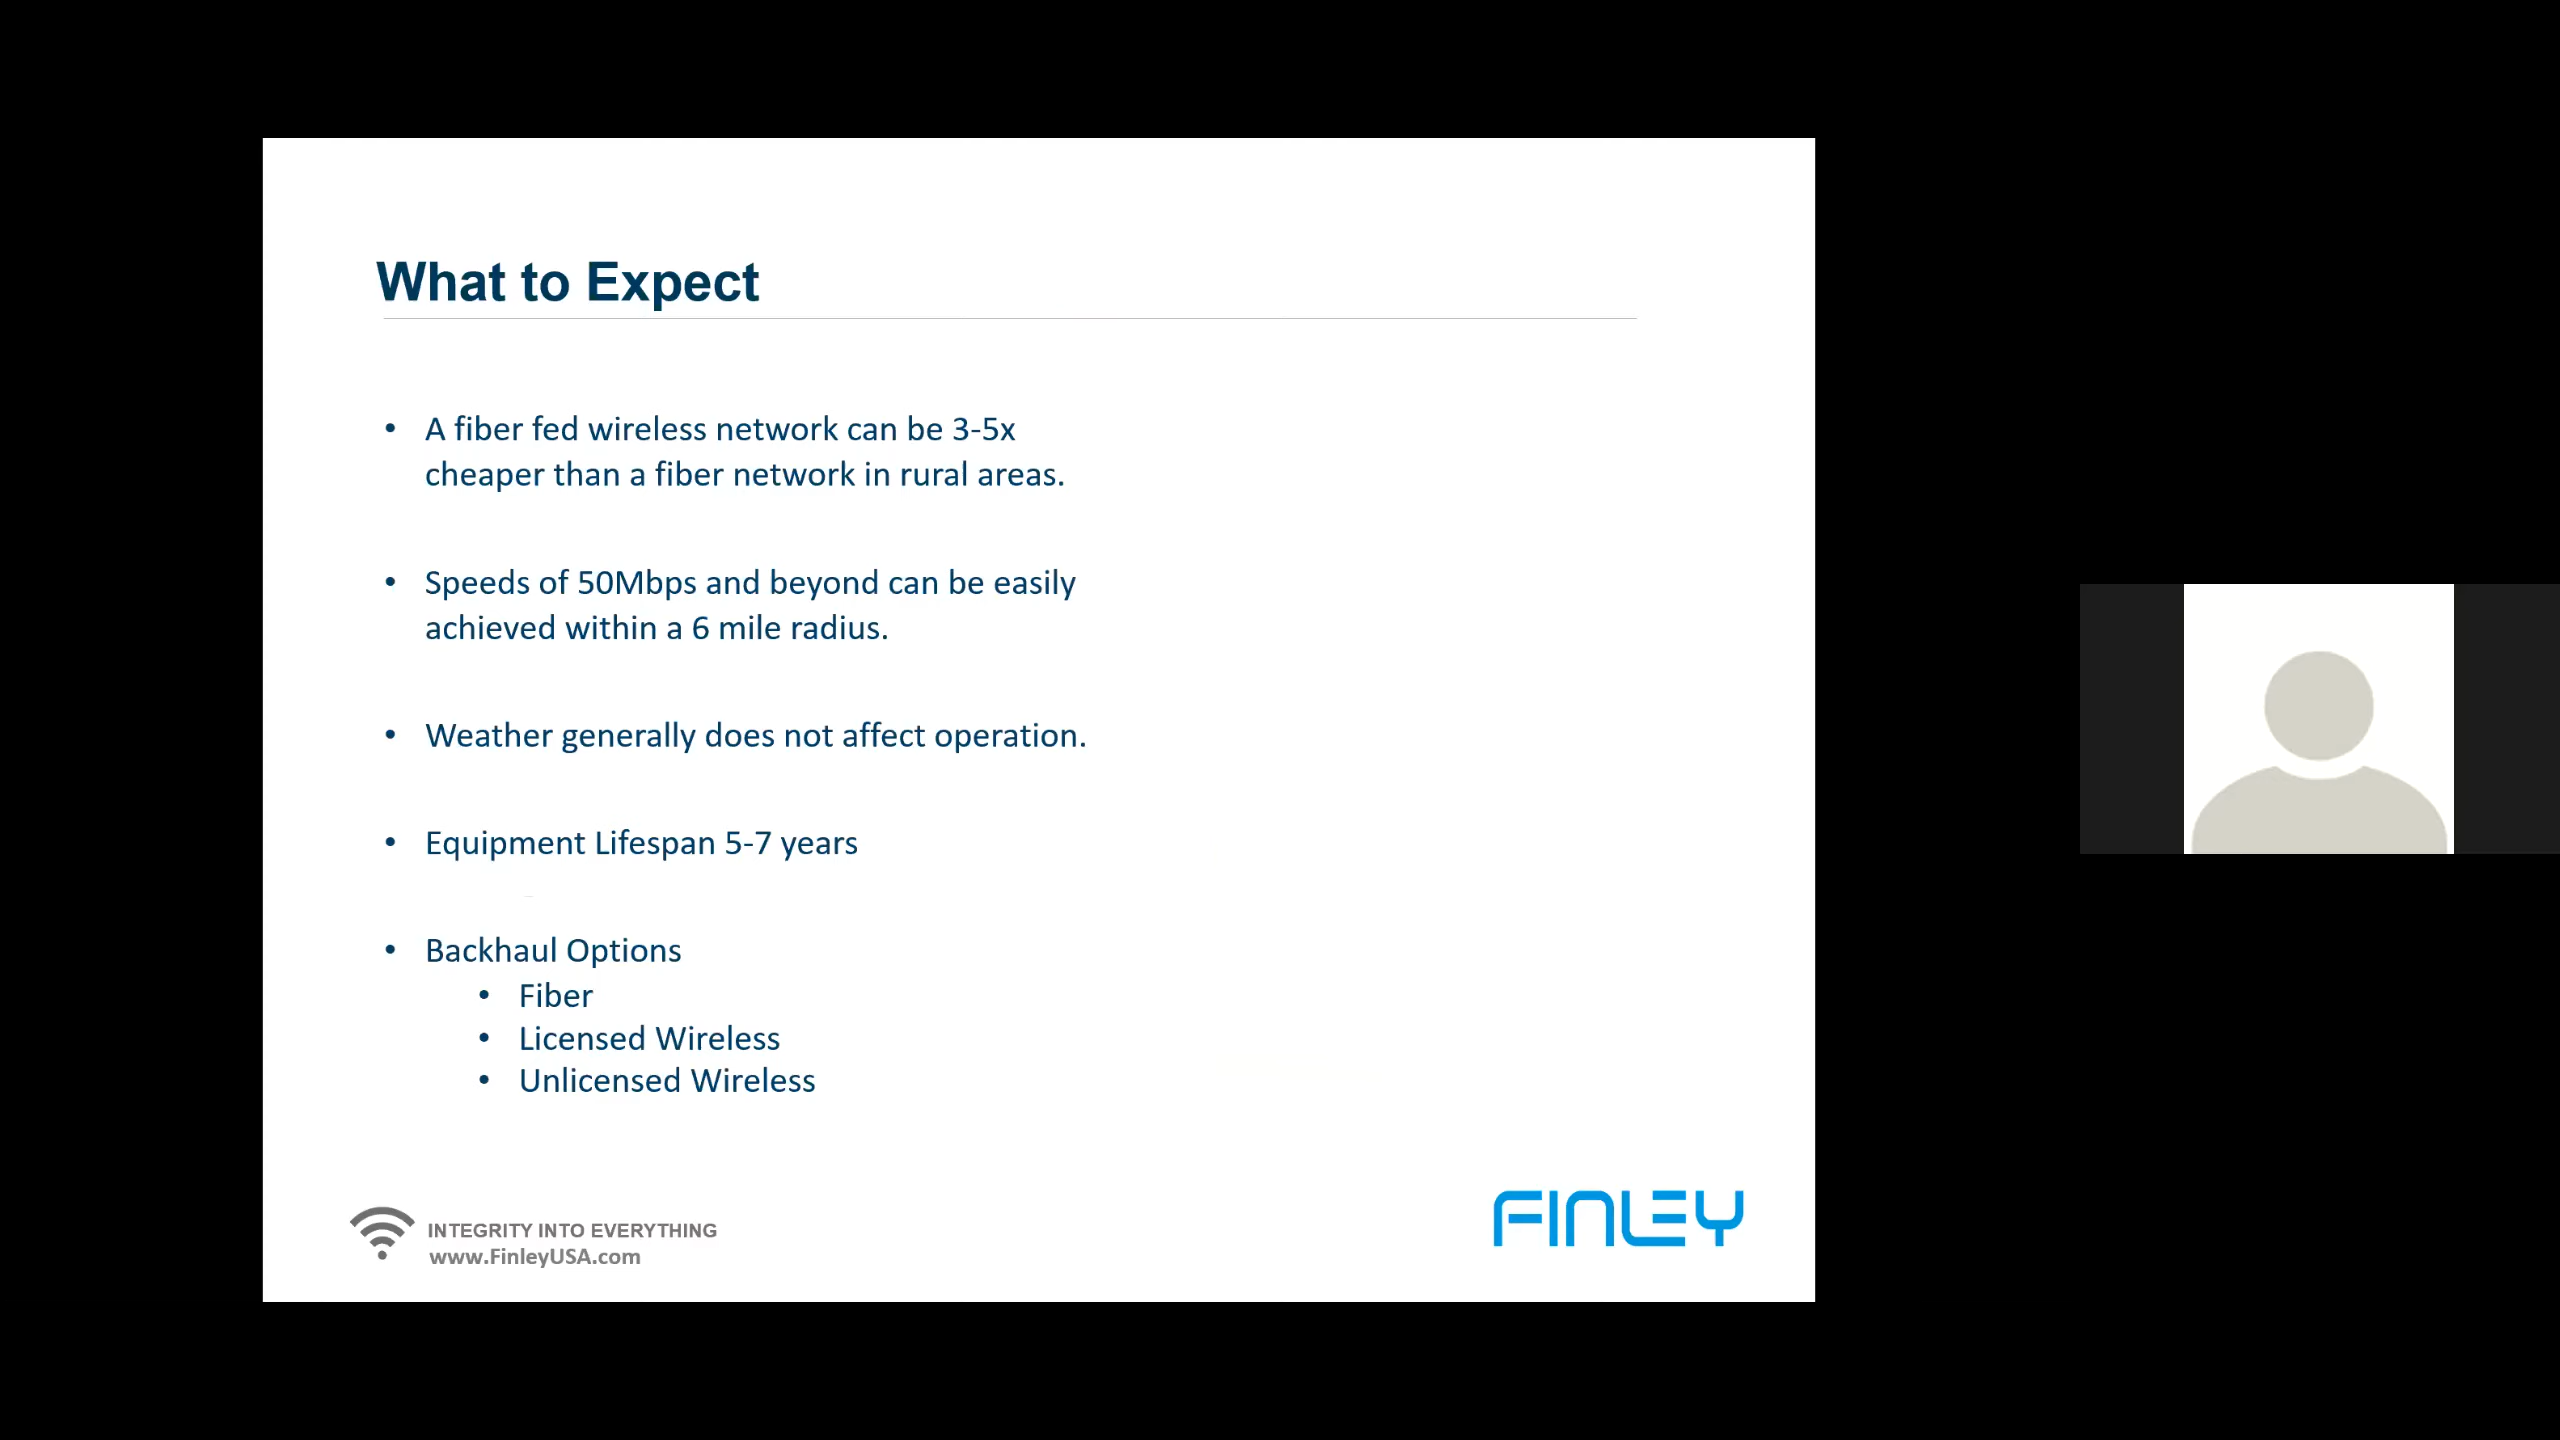 What to Expect
• A fiber fed wireless network can be 3-5x
cheaper than a fiber network in rural areas.
• Speeds of 50Mbps and beyond can be easily
achieved within a 6 mile radius.
• Weather generally does not affect operation.
• Equipment Lifespan 5-7 years
• Backhaul Options
• Fiber
• Licensed Wireless
• Unlicensed Wireless
INTEGRITY INTO EVERYTHING
www.FinleyUSA.com
FINLEY